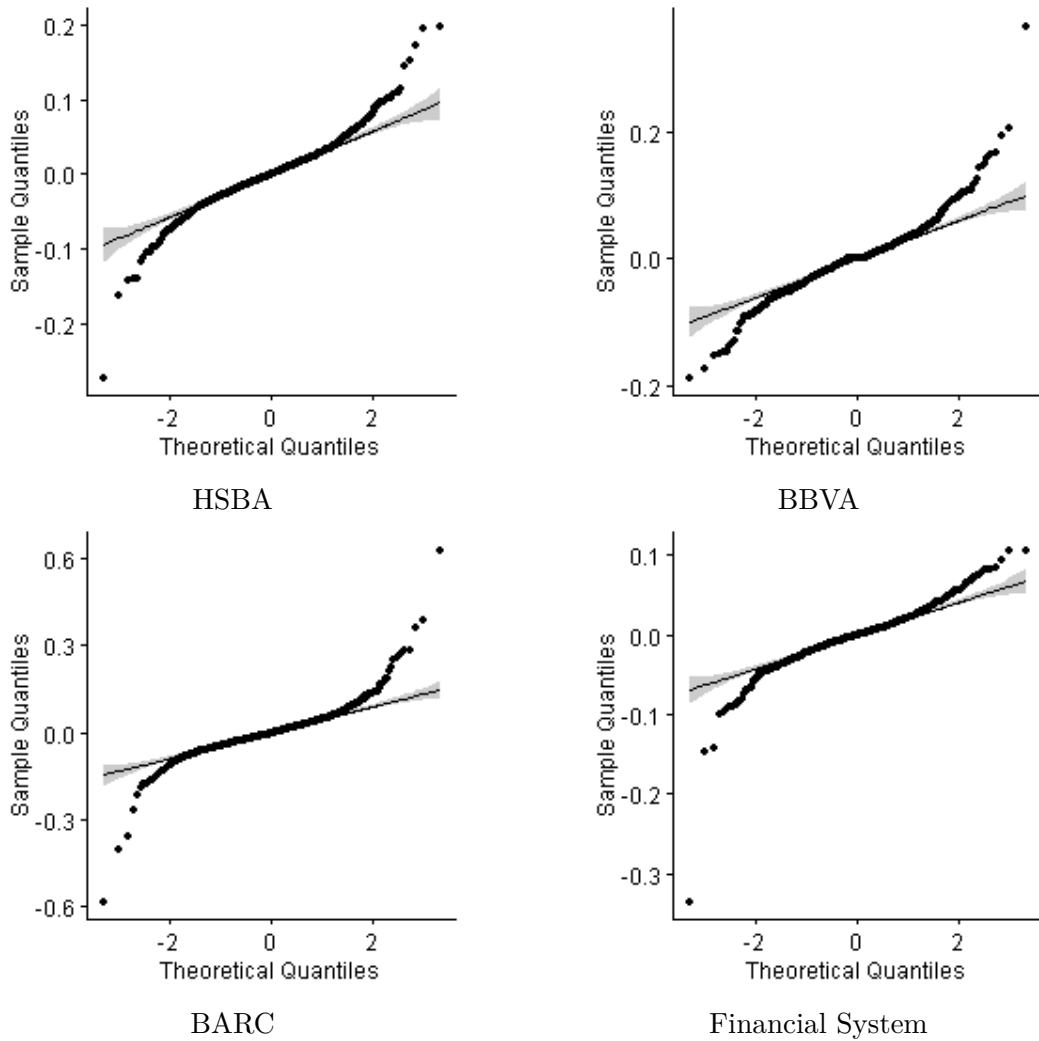 0.2
0.1
0.0
-0.1
-0.2
Sample Quantiles
-2 0 2
Theoretical Quantiles
HSBA
0.2
0.0
-0.2
Sample Quantiles
-2 0 2
Theoretical Quantiles
BBVA
0.6
0.3
0.0
-0.3
-0.6
Sample Quantiles
-2 0 2
Theoretical Quantiles
BARC
0.1
0.0
-0.1
-0.2
-0.3
Sample Quantiles
-2 0 2
Theoretical Quantiles
Financial System